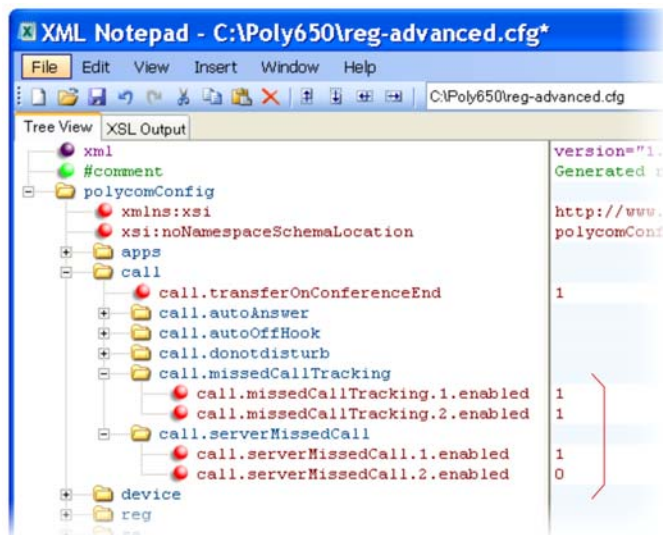 XML Notepad - C:\Poly650\reg-advanced.cfg*
File Edit View Insert Window Help
C:\Poly650\reg-advanced.cfg
Tree View XSL Output
xml version="1.
#comment Generated
polycomConfig
xmlns:xsi http://www.
xsi:noNamespaceSchemaLocation polycomConf
apps
call
call.transferOnConferenceEnd 1
call.autoAnswer
call.autoOffHook
call.donotdisturb
call.missedCallTracking
call.missedCallTracking.1.enabled 1
call.missedCallTracking.2.enabled 1
call.serverMissedCall
call.serverMissedCall.1.enabled 1
call.serverMissedCall.2.enabled 0
device
reg